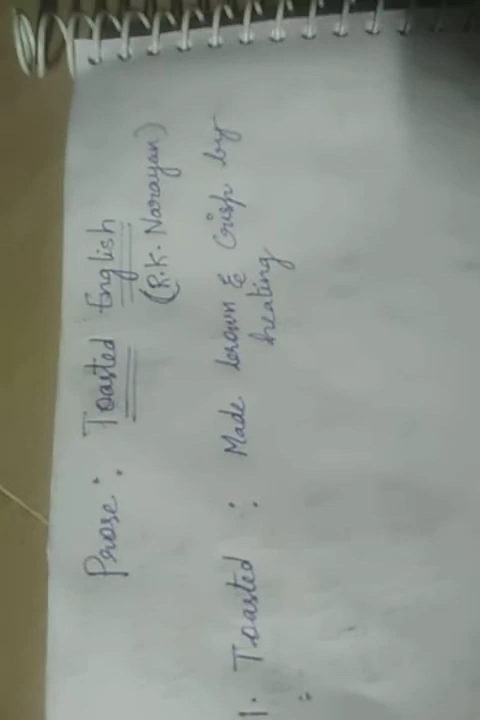 Prose : Toasted English
(R.K. Narayan)
1. Toasted : Made brown & Crisp by
heating